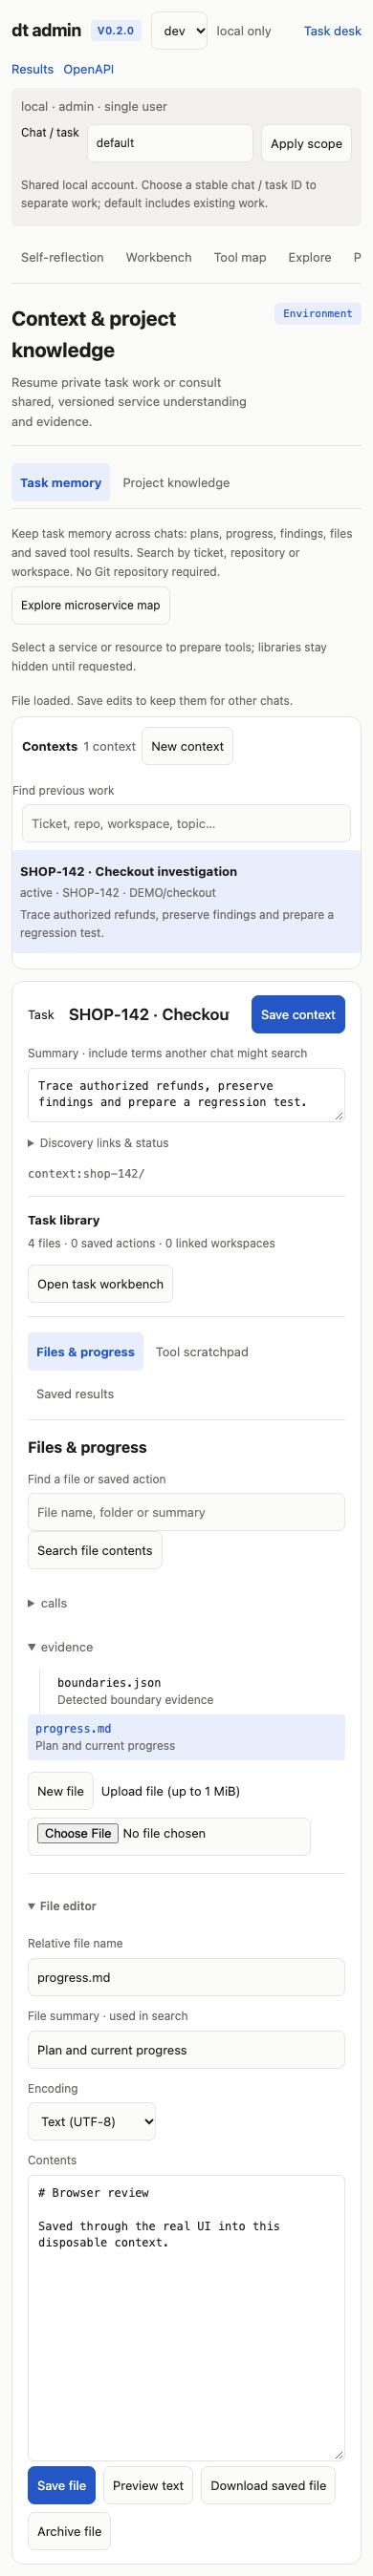 dt admin V0.2.0 dev local only Task desk
Results OpenAPI
local · admin · single user
Chat / task default Apply scope
Shared local account. Choose a stable chat / task ID to
separate work; default includes existing work.
Self-reflection Workbench Tool map Explore P
Context & project
knowledge
Environment
Resume private task work or consult
shared, versioned service understanding
and evidence.
Task memory Project knowledge
Keep task memory across chats: plans, progress, findings, files
and saved tool results. Search by ticket, repository or
workspace. No Git repository required.
Explore microservice map
Select a service or resource to prepare tools; libraries stay
hidden until requested.
File loaded. Save edits to keep them for other chats.
Contexts 1 context New context
Find previous work
Ticket, repo, workspace, topic...
SHOP-142 · Checkout investigation
active · SHOP-142 · DEMO/checkout
Trace authorized refunds, preserve findings and prepare a
regression test.
Task SHOP-142 · Checkou Save context
Summary · include terms another chat might search
Trace authorized refunds, preserve
findings and prepare a regression test.
Discovery links & status
context:shop-142/
Task library
4 files · 0 saved actions · 0 linked workspaces
Open task workbench
Files & progress Tool scratchpad
Saved results
Files & progress
Find a file or saved action
File name, folder or summary
Search file contents
calls
evidence
boundaries.json
Detected boundary evidence
progress.md
Plan and current progress
New file Upload file (up to 1 MiB)
Choose File No file chosen
File editor
Relative file name
progress.md
File summary · used in search
Plan and current progress
Encoding
Text (UTF-8)
Contents
# Browser review
Saved through the real UI into this
disposable context.
Save file Preview text Download saved file
Archive file